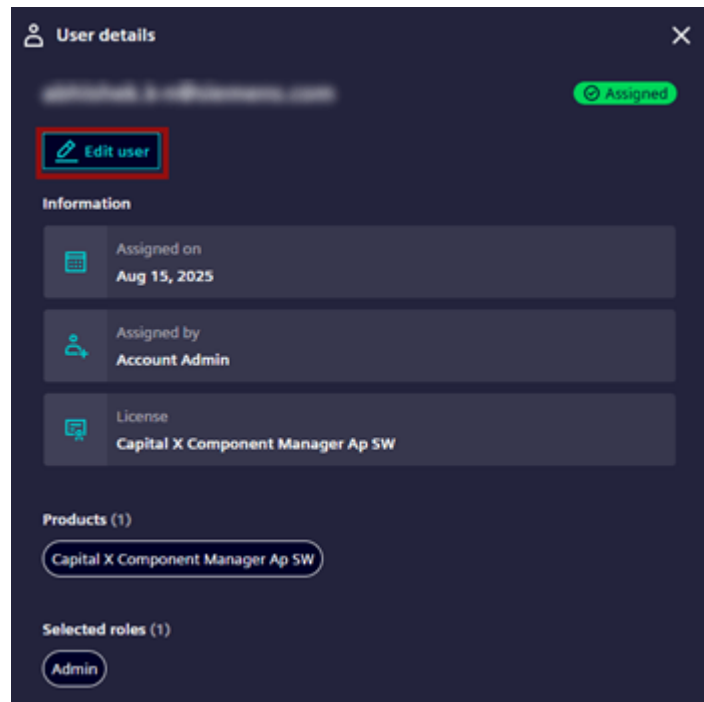 User details
Assigned
Edit user
Information
Assigned on
Aug 15, 2025
Assigned by
Account Admin
License
Capital X Component Manager Ap SW
Products (1)
Capital X Component Manager Ap SW
Selected roles (1)
Admin